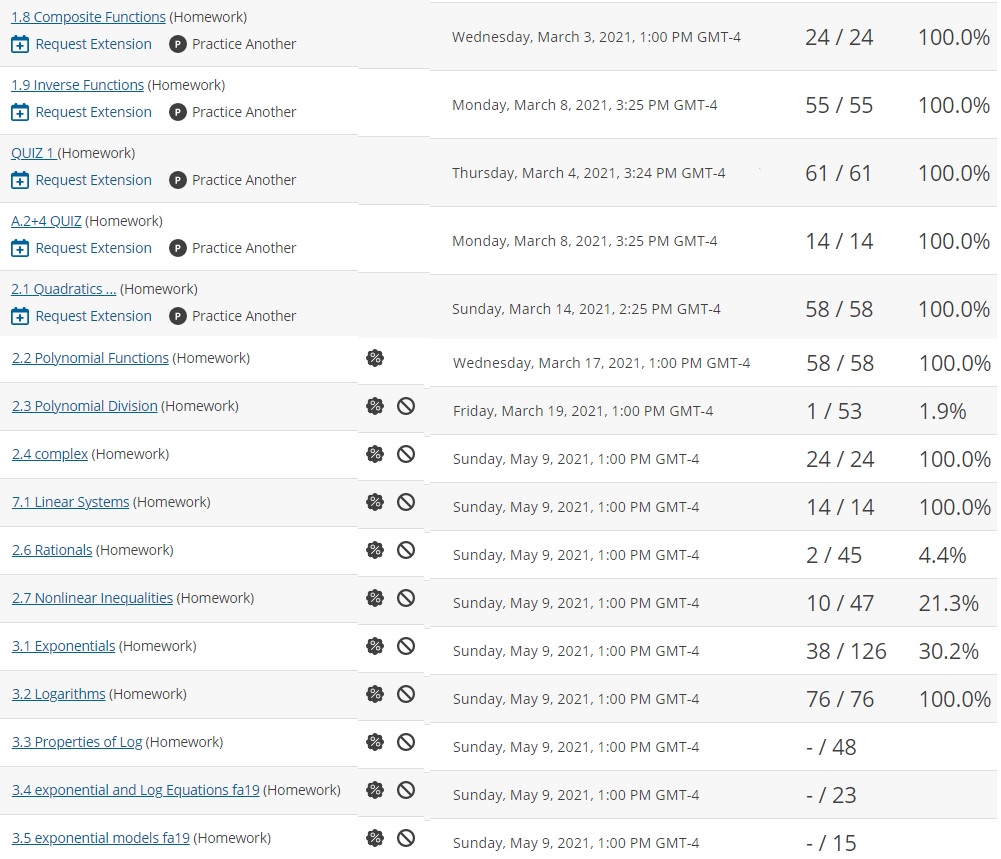 1.8 Composite Functions (Homework)
Request Extension P Practice Another
Wednesday, March 3, 2021, 1:00 PM GMT-4 24 / 24 100.0%
1.9 Inverse Functions (Homework)
Request Extension P Practice Another
Monday, March 8, 2021, 3:25 PM GMT-4 55 / 55 100.0%
QUIZ 1 (Homework)
Request Extension P Practice Another
Thursday, March 4, 2021, 3:24 PM GMT-4 61 / 61 100.0%
A.2+4 QUIZ (Homework)
Request Extension P Practice Another
Monday, March 8, 2021, 3:25 PM GMT-4 14 / 14 100.0%
2.1 Quadratics ... (Homework)
Request Extension P Practice Another
Sunday, March 14, 2021, 2:25 PM GMT-4 58 / 58 100.0%
2.2 Polynomial Functions (Homework) % Wednesday, March 17, 2021, 1:00 PM GMT-4 58 / 58 100.0%
2.3 Polynomial Division (Homework) % Friday, March 19, 2021, 1:00 PM GMT-4 1 / 53 1.9%
2.4 complex (Homework) % Sunday, May 9, 2021, 1:00 PM GMT-4 24 / 24 100.0%
7.1 Linear Systems (Homework) % Sunday, May 9, 2021, 1:00 PM GMT-4 14 / 14 100.0%
2.6 Rationals (Homework) % Sunday, May 9, 2021, 1:00 PM GMT-4 2 / 45 4.4%
2.7 Nonlinear Inequalities (Homework) % Sunday, May 9, 2021, 1:00 PM GMT-4 10 / 47 21.3%
3.1 Exponentials (Homework) % Sunday, May 9, 2021, 1:00 PM GMT-4 38 / 126 30.2%
3.2 Logarithms (Homework) % Sunday, May 9, 2021, 1:00 PM GMT-4 76 / 76 100.0%
3.3 Properties of Log (Homework) % Sunday, May 9, 2021, 1:00 PM GMT-4 - / 48
3.4 exponential and Log Equations fa19 (Homework) % Sunday, May 9, 2021, 1:00 PM GMT-4 - / 23
3.5 exponential models fa19 (Homework) % Sunday, May 9, 2021, 1:00 PM GMT-4 - / 15